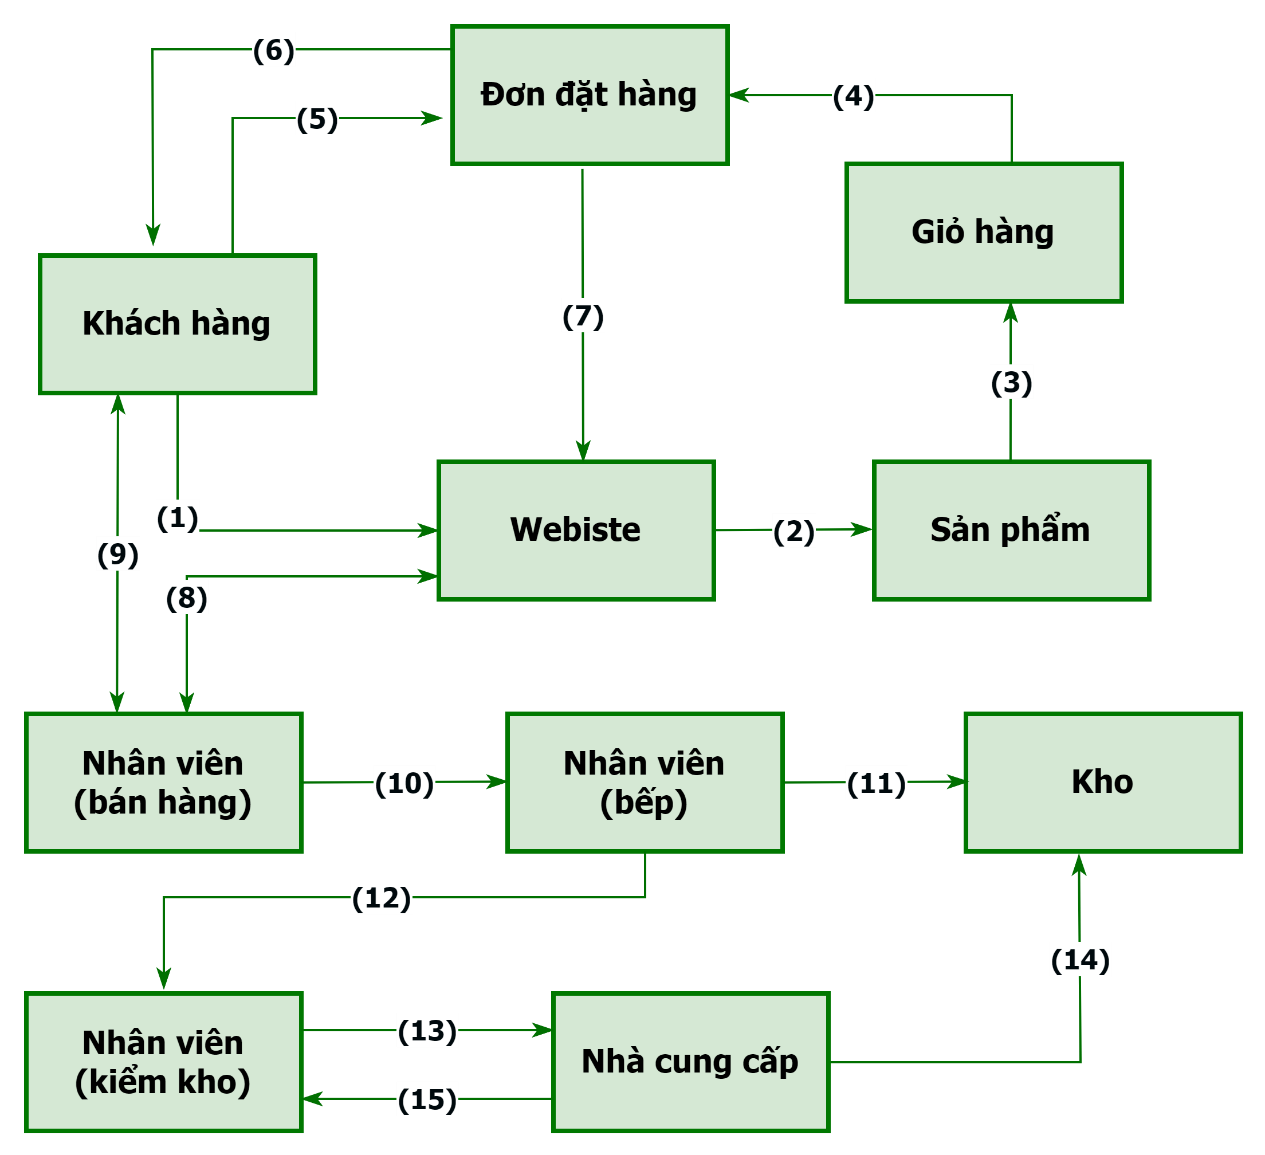 (6)
Đơn đặt hàng
(4)
(5)
Giỏ hàng
Khách hàng
(7)
(3)
(1)
Webiste
(2)
Sản phẩm
(9)
(8)
Nhân viên
(bán hàng)
(10)
Nhân viên
(bếp)
(11)
Kho
(12)
(14)
Nhân viên
(kiểm kho)
(13)
Nhà cung cấp
(15)